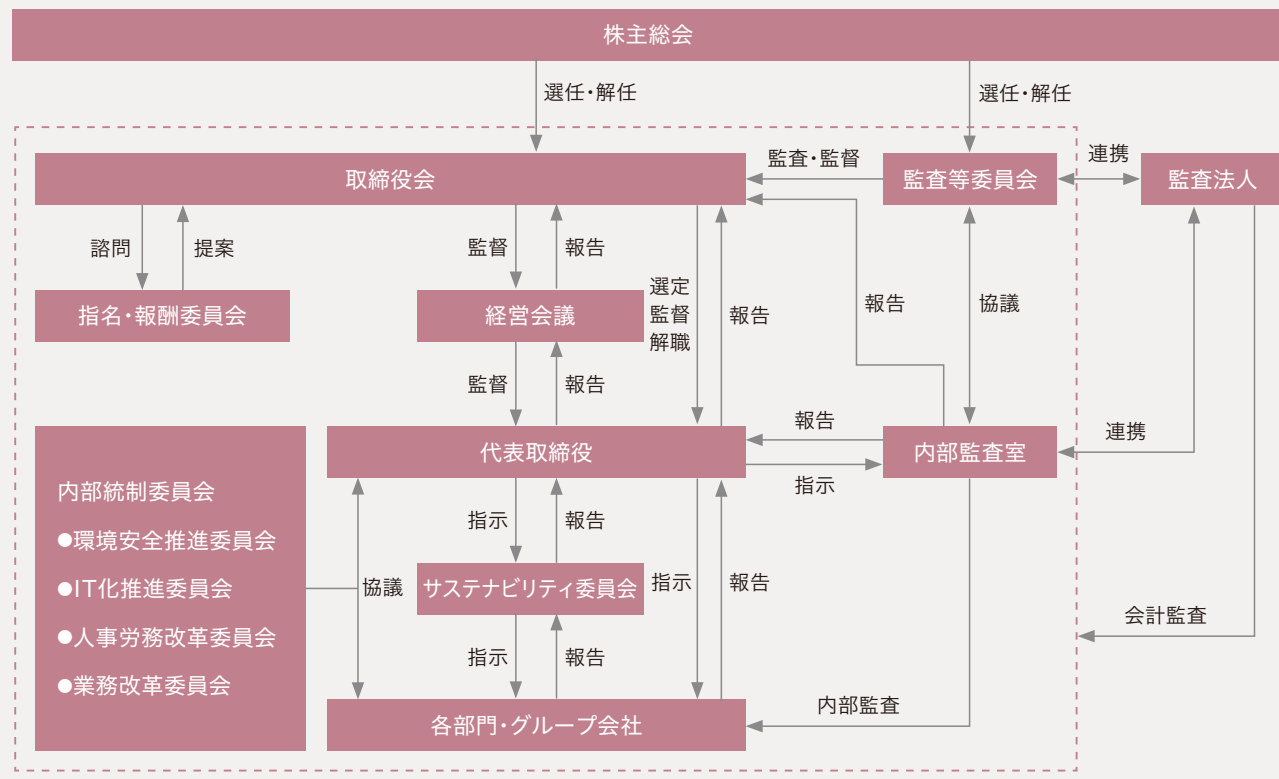 株主総会
選任・解任
選任・解任
取締役会
監査・監督
監査等委員会
連携
監査法人
諮問
提案
監督
報告
選定
監督
解職
報告
報告
協議
指名・報酬委員会
経営会議
監督
報告
代表取締役
報告
指示
内部監査室
連携
内部統制委員会
●環境安全推進委員会
●IT化推進委員会
●人事労務改革委員会
●業務改革委員会
協議
指示
報告
サステナビリティ委員会
指示
報告
指示
報告
会計監査
各部門・グループ会社
内部監査